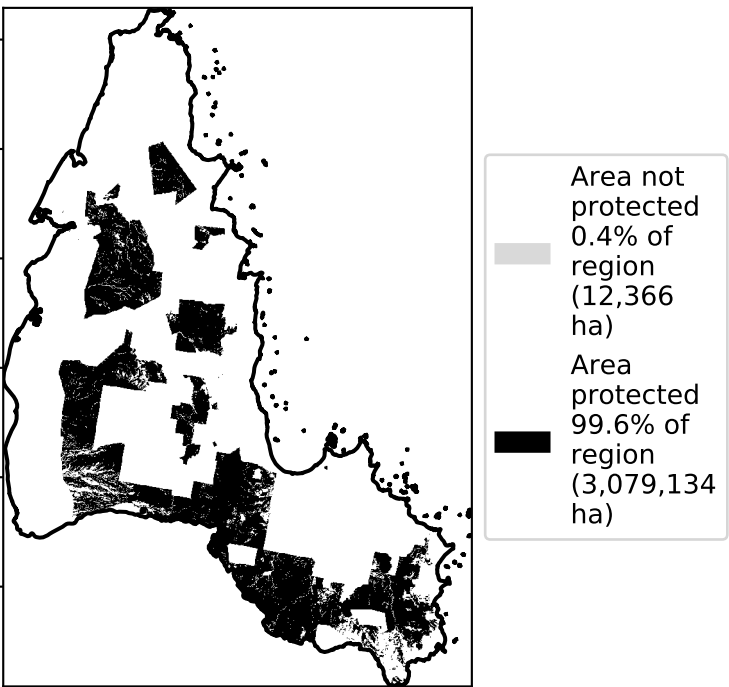 Area not
protected
0.4% of
region
(12,366
ha)
Area
protected
99.6% of
region
(3,079,134
ha)